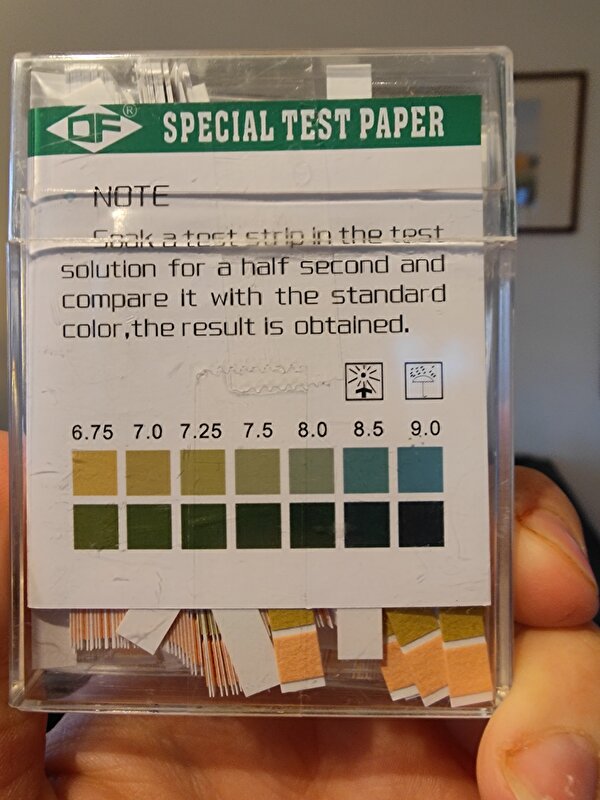 QF® SPECIAL TEST PAPER
NOTE
Soak a test strip in the test
solution for a half second and
compare it with the standard
color,the result is obtained.
6.75 7.0 7.25 7.5 8.0 8.5 9.0